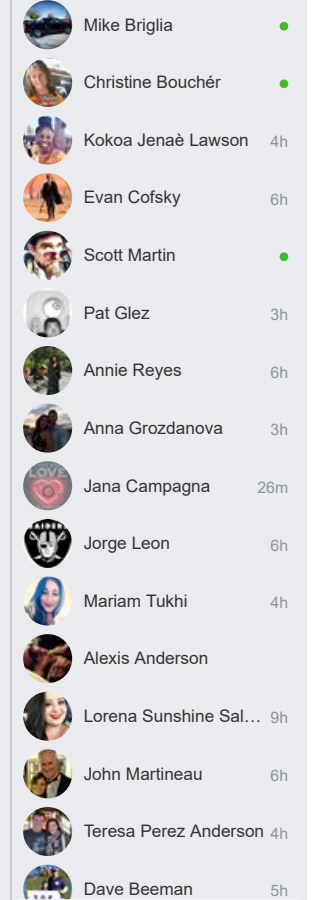 Mike Briglia
Christine Bouchér
Kokoa Jenaè Lawson 4h
Evan Cofsky 6h
Scott Martin
Pat Glez 3h
Annie Reyes 6h
Anna Grozdanova 3h
LOVE
Jana Campagna 26m
RAIDERS
Jorge Leon 6h
Mariam Tukhi 4h
Alexis Anderson
Lorena Sunshine Sal... 9h
John Martineau 6h
Teresa Perez Anderson 4h
W
Dave Beeman 5h